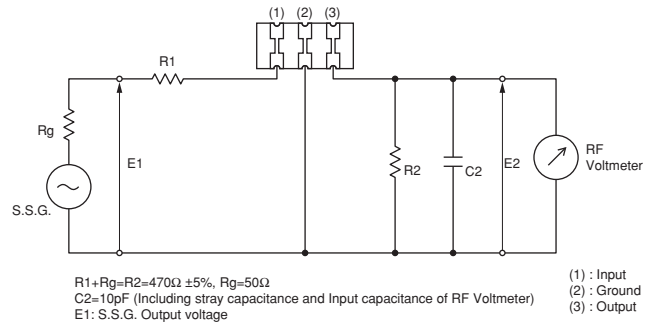 (1) (2) (3)
R1
Rg
E1
R2
C2
E2
RF
Voltmeter
S.S.G.
R1+Rg=R2=470Ω ±5%, Rg=50Ω
C2=10pF (Including stray capacitance and Input capacitance of RF Voltmeter)
E1: S.S.G. Output voltage
(1) : Input
(2) : Ground
(3) : Output